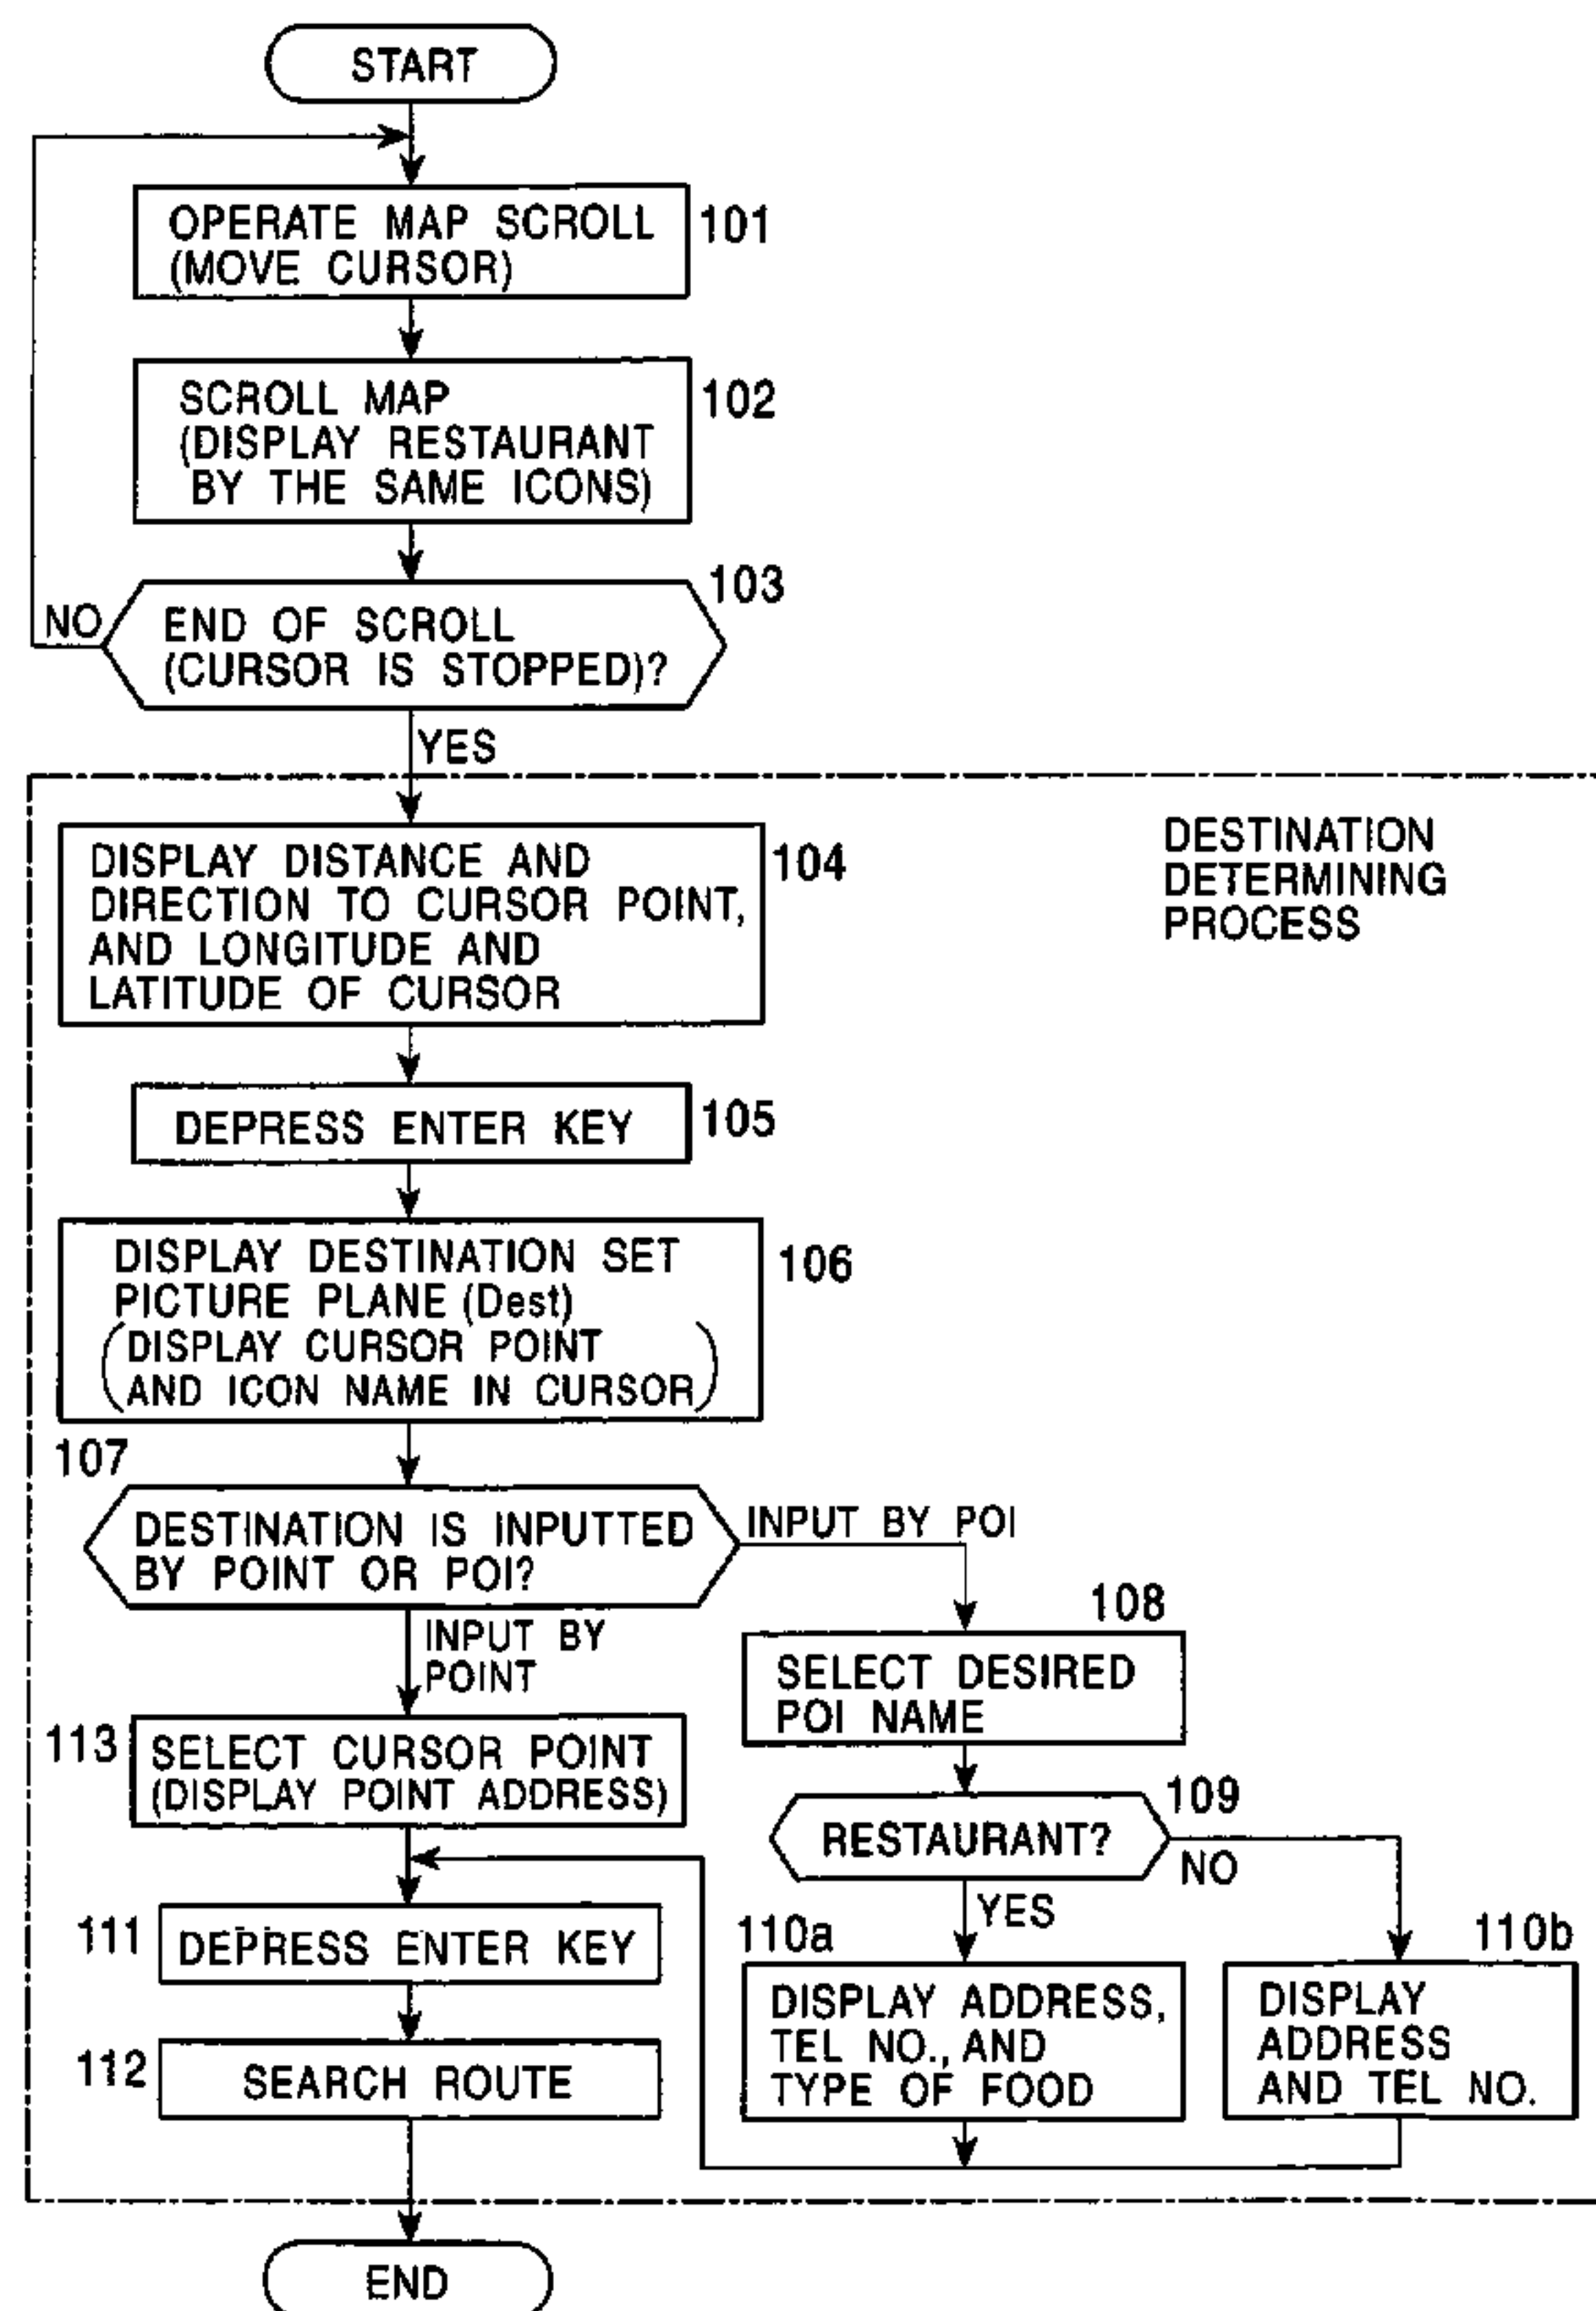 START
OPERATE MAP SCROLL
(MOVE CURSOR)
101
SCROLL MAP
(DISPLAY RESTAURANT
BY THE SAME ICONS)
102
103
END OF SCROLL
(CURSOR IS STOPPED)?
NO
YES
DESTINATION
DETERMINING
PROCESS
DISPLAY DISTANCE AND
DIRECTION TO CURSOR POINT,
AND LONGITUDE AND
LATITUDE OF CURSOR
104
DEPRESS ENTER KEY
105
DISPLAY DESTINATION SET
PICTURE PLANE (Dest)
(DISPLAY CURSOR POINT
AND ICON NAME IN CURSOR)
106
107
DESTINATION IS INPUTTED
BY POINT OR POI?
INPUT BY POI
INPUT BY
POINT
108
SELECT DESIRED
POI NAME
113
SELECT CURSOR POINT
(DISPLAY POINT ADDRESS)
109
RESTAURANT?
NO
YES
111
DEPRESS ENTER KEY
110a
DISPLAY ADDRESS,
TEL NO., AND
TYPE OF FOOD
110b
DISPLAY
ADDRESS
AND TEL NO.
112
SEARCH ROUTE
END